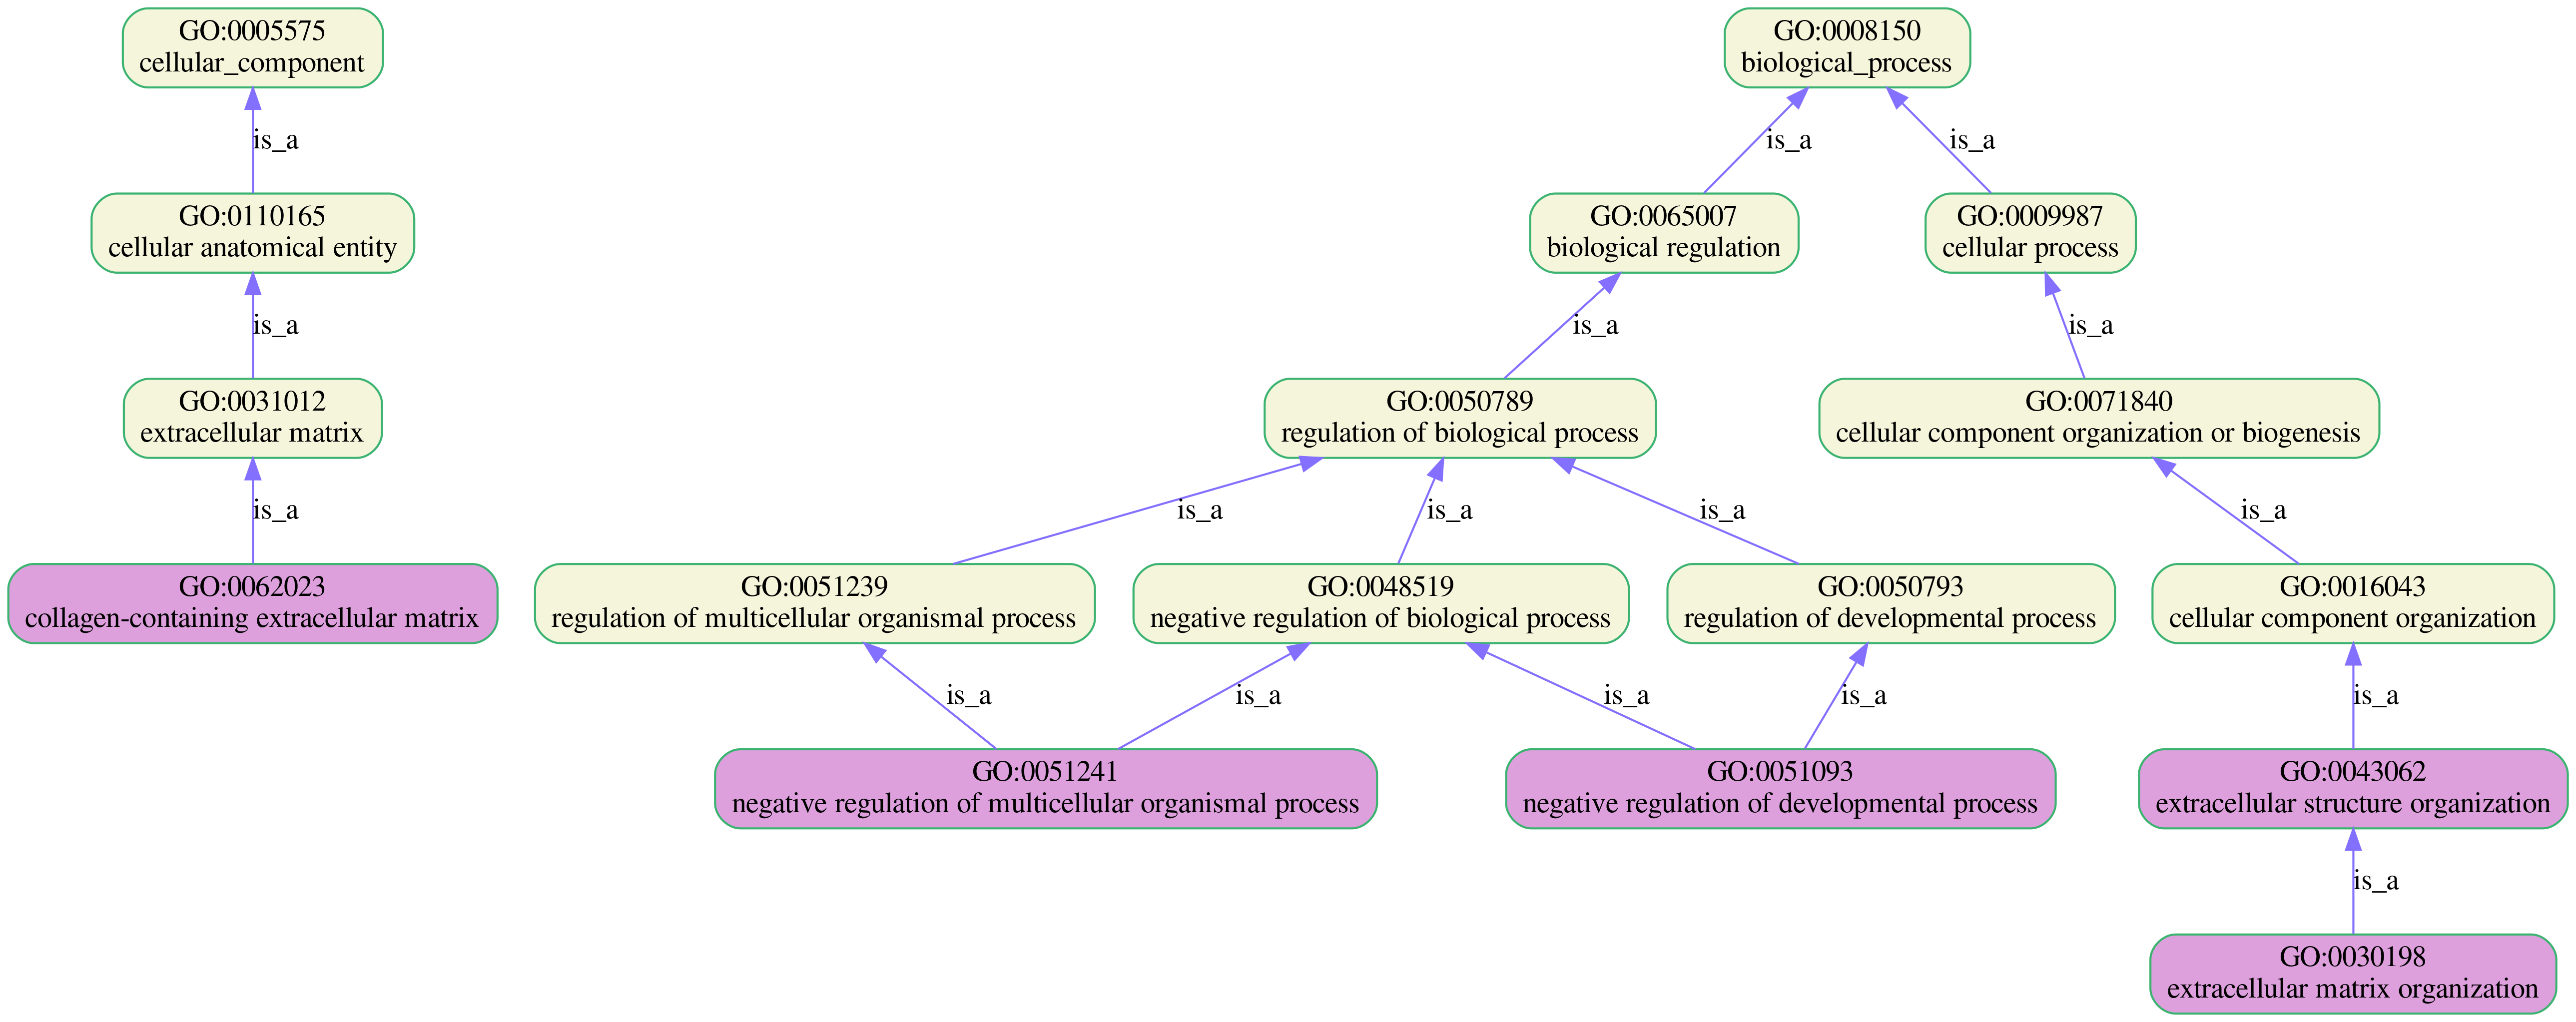 GO:0005575
cellular_component
GO:0008150
biological_process
is_a
is_a
is_a
GO:0110165
cellular anatomical entity
GO:0065007
biological regulation
GO:0009987
cellular process
is_a
is_a
is_a
GO:0031012
extracellular matrix
GO:0050789
regulation of biological process
GO:0071840
cellular component organization or biogenesis
is_a
is_a
is_a
is_a
is_a
GO:0062023
collagen-containing extracellular matrix
GO:0051239
regulation of multicellular organismal process
GO:0048519
negative regulation of biological process
GO:0050793
regulation of developmental process
GO:0016043
cellular component organization
is_a
is_a
is_a
is_a
is_a
GO:0051241
negative regulation of multicellular organismal process
GO:0051093
negative regulation of developmental process
GO:0043062
extracellular structure organization
is_a
GO:0030198
extracellular matrix organization